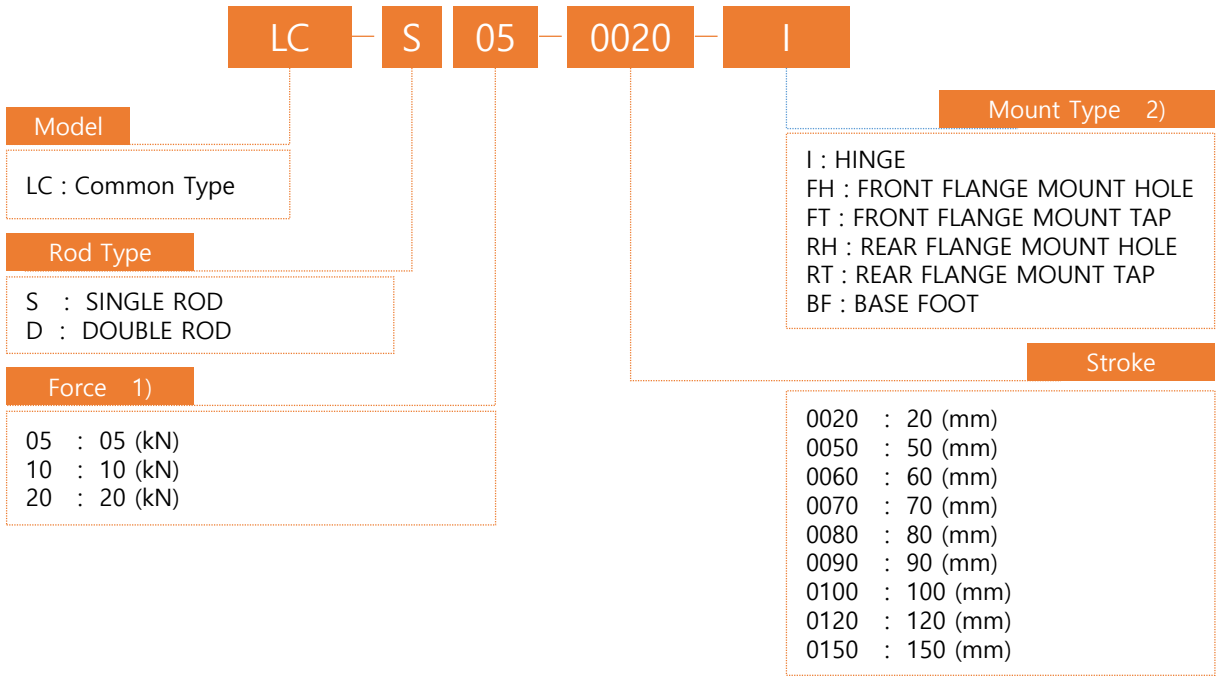 LC - S 05 - 0020 - I
Model
LC : Common Type
Rod Type
S : SINGLE ROD
D : DOUBLE ROD
Force 1)
05 : 05 (kN)
10 : 10 (kN)
20 : 20 (kN)
Mount Type 2)
I : HINGE
FH : FRONT FLANGE MOUNT HOLE
FT : FRONT FLANGE MOUNT TAP
RH : REAR FLANGE MOUNT HOLE
RT : REAR FLANGE MOUNT TAP
BF : BASE FOOT
Stroke
0020 : 20 (mm)
0050 : 50 (mm)
0060 : 60 (mm)
0070 : 70 (mm)
0080 : 80 (mm)
0090 : 90 (mm)
0100 : 100 (mm)
0120 : 120 (mm)
0150 : 150 (mm)